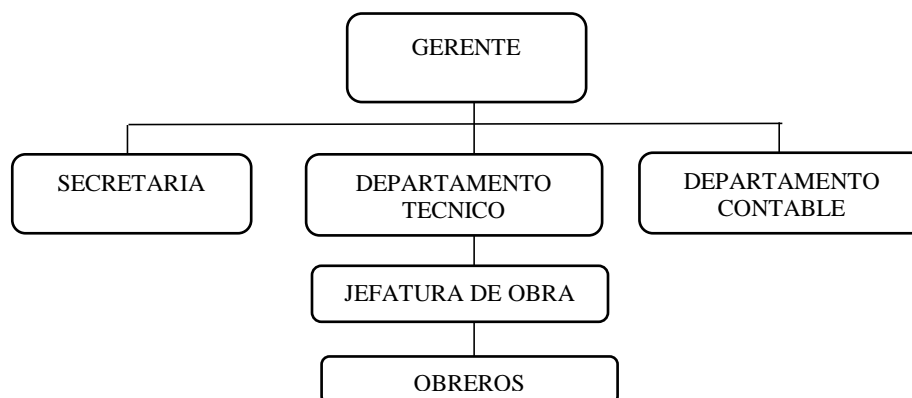 GERENTE
SECRETARIA
DEPARTAMENTO
TECNICO
DEPARTAMENTO
CONTABLE
JEFATURA DE OBRA
OBREROS